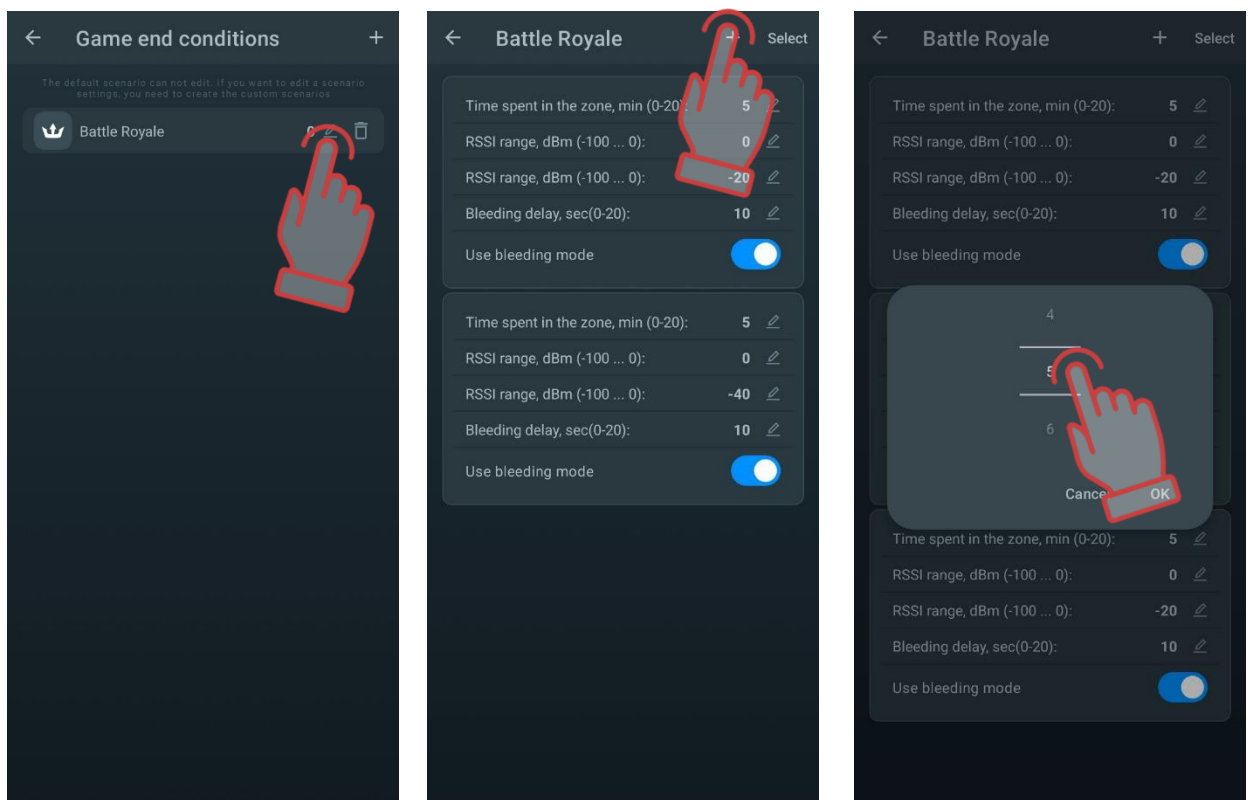 Game end conditions
The default scenario can not edit. If you want to edit a scenario
settings, you need to create the custom scenarios
Battle Royale
Battle Royale Select
Time spent in the zone, min (0-20): 5
RSSI range, dBm (-100 ... 0): 0
RSSI range, dBm (-100 ... 0): -20
Bleeding delay, sec(0-20): 10
Use bleeding mode
Time spent in the zone, min (0-20): 5
RSSI range, dBm (-100 ... 0): 0
RSSI range, dBm (-100 ... 0): -40
Bleeding delay, sec(0-20): 10
Use bleeding mode
Battle Royale Select
Time spent in the zone, min (0-20): 5
RSSI range, dBm (-100 ... 0): 0
RSSI range, dBm (-100 ... 0): -20
Bleeding delay, sec(0-20): 10
Use bleeding mode
4
5
6
Cancel OK
Time spent in the zone, min (0-20): 5
RSSI range, dBm (-100 ... 0): 0
RSSI range, dBm (-100 ... 0): -20
Bleeding delay, sec(0-20): 10
Use bleeding mode